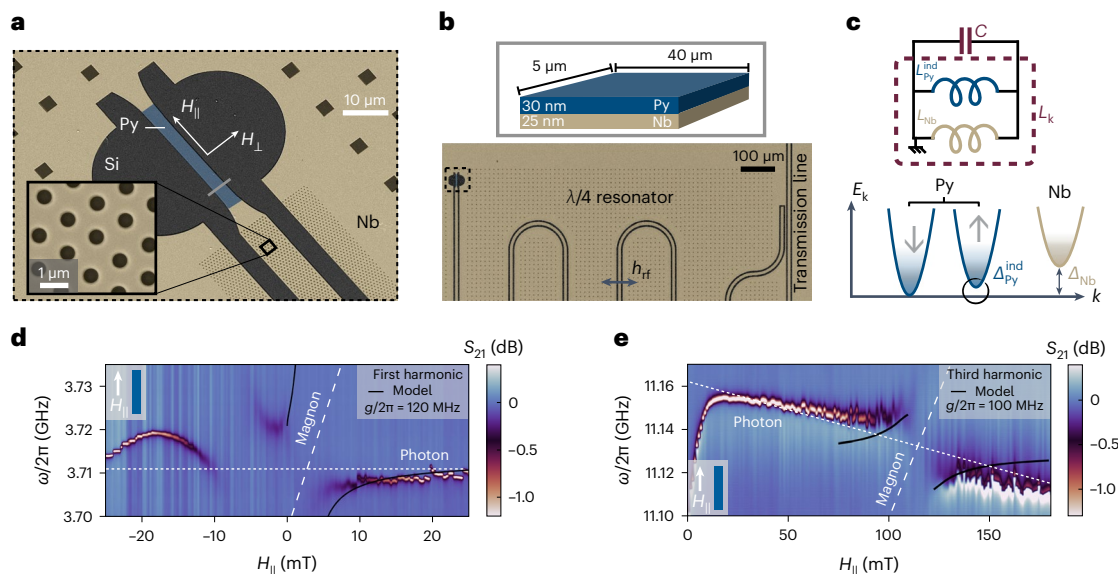 a
Py
H||
H⊥
10 μm
Si
Nb
1 μm
b
5 μm
40 μm
30 nm
Py
25 nm
Nb
100 μm
λ/4 resonator
h_rf
Transmission line
c
C
L_Py^ind
L_Nb
L_k
E_k
Py
Nb
Δ_Py^ind
Δ_Nb
k
d
S₂₁ (dB)
First harmonic
Model
g/2π = 120 MHz
H||
Magnon
Photon
3.73
3.72
3.71
3.70
ω/2π (GHz)
−20
−10
0
10
20
H|| (mT)
0
−0.5
−1.0
e
S₂₁ (dB)
Third harmonic
Model
g/2π = 100 MHz
Photon
Magnon
H||
11.16
11.14
11.12
11.10
ω/2π (GHz)
0
50
100
150
H|| (mT)
0
−0.5
−1.0